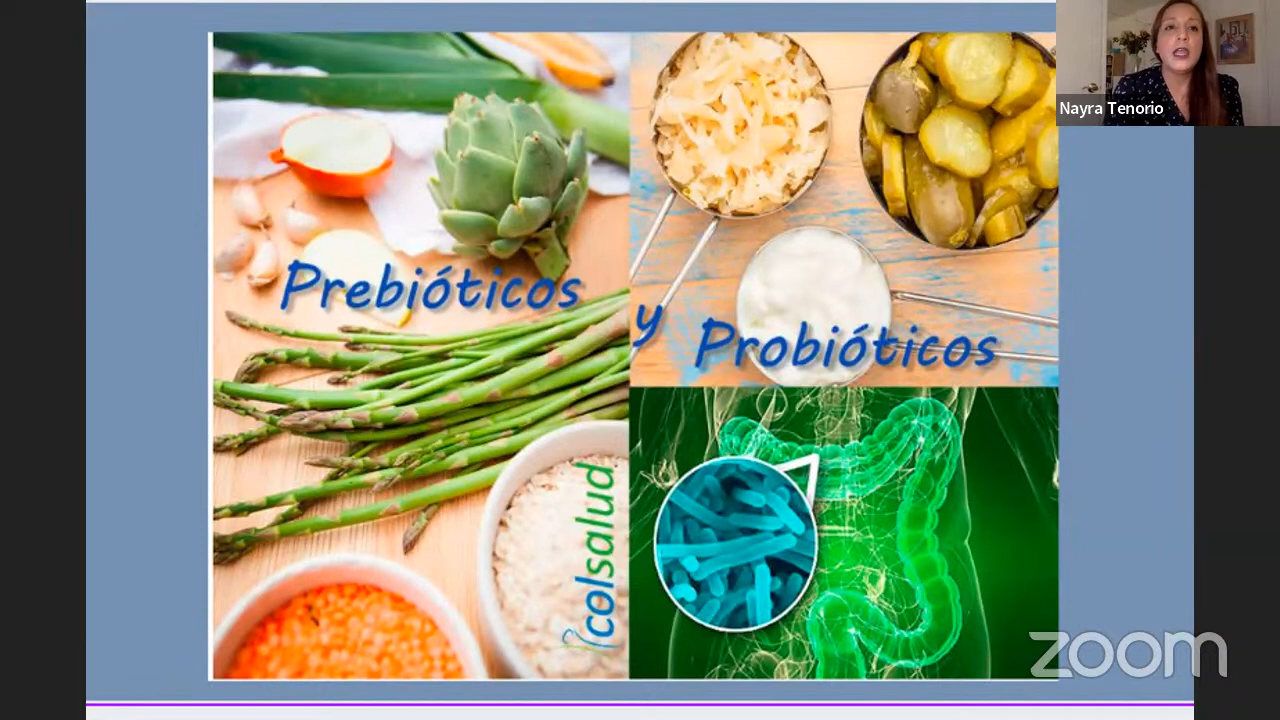 Nayra Tenorio
Prebióticos
y Probióticos
colsalud
zoom